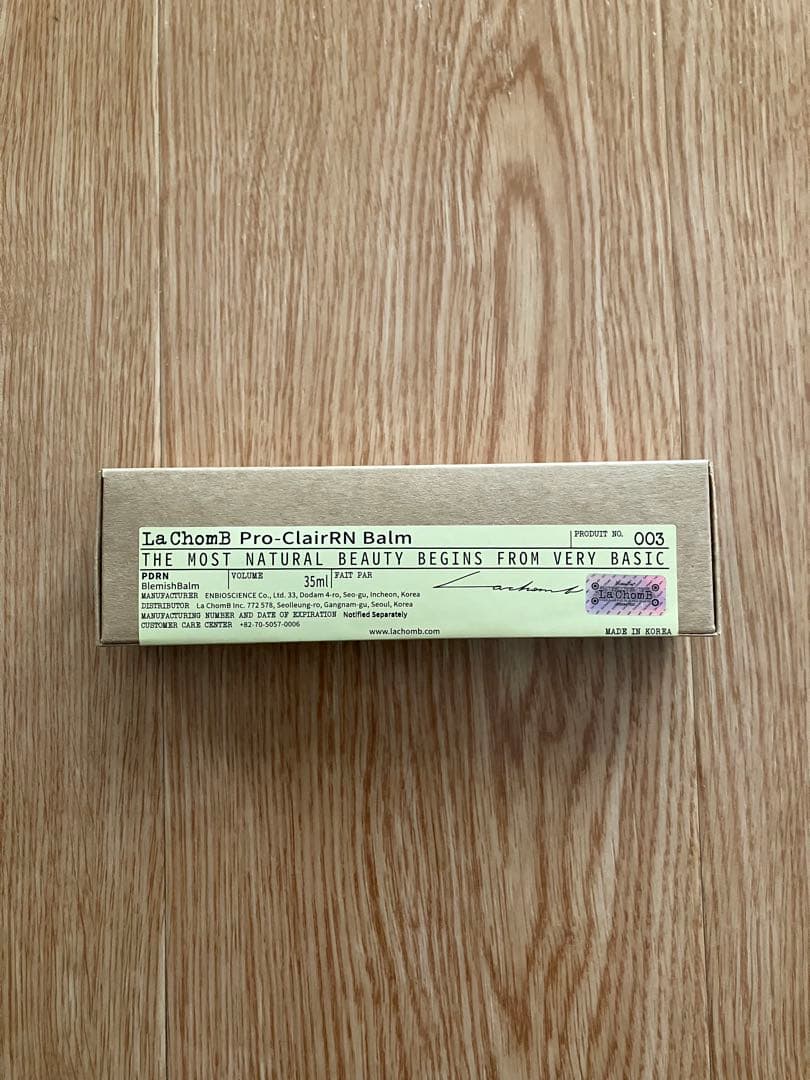 LaChomB Pro-ClairRN Balm PRODUIT NO. 003
THE MOST NATURAL BEAUTY BEGINS FROM VERY BASIC
PDRN
BlemishBalm
VOLUME 35ml
FAIT PAR Lachomb
MANUFACTURER ENBIOSCIENCE Co., Ltd. 33, Dodam 4-ro, Seo-gu, Incheon, Korea
DISTRIBUTOR La ChomB Inc. 772 578, Seolleung-ro, Gangnam-gu, Seoul, Korea
MANUFACTURING NUMBER AND DATE OF EXPIRATION Notified Separately
CUSTOMER CARE CENTER +82-70-5057-0006
www.lachomb.com
LaChomB
MADE IN KOREA